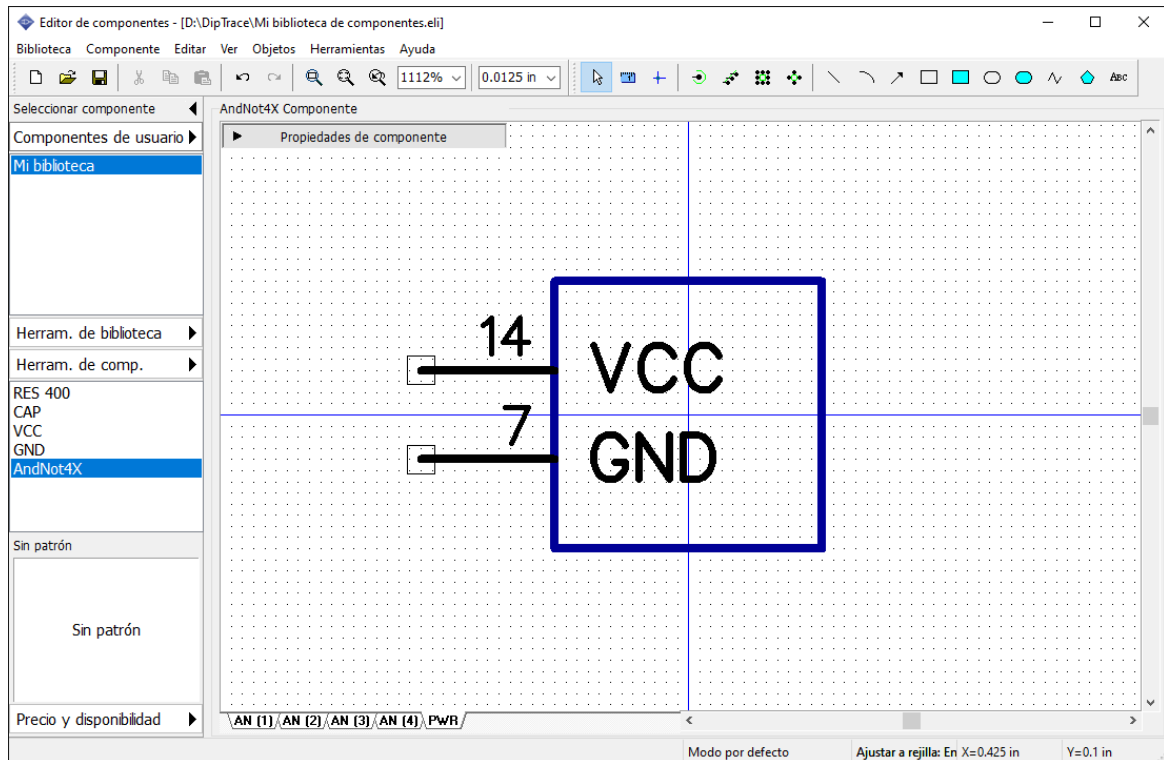 Editor de componentes - [D:\DipTrace\Mi biblioteca de componentes.eli]
Biblioteca Componente Editar Ver Objetos Herramientas Ayuda
1112% 0.0125 in ABC
Seleccionar componente
AndNot4X Componente
Componentes de usuario
Propiedades de componente
Mi biblioteca
14
VCC
7
GND
Herram. de biblioteca
Herram. de comp.
RES 400
CAP
VCC
GND
AndNot4X
Sin patrón
Sin patrón
Precio y disponibilidad
AN (1) AN (2) AN (3) AN (4) PWR
Modo por defecto Ajustar a rejilla: En X=0.425 in Y=0.1 in